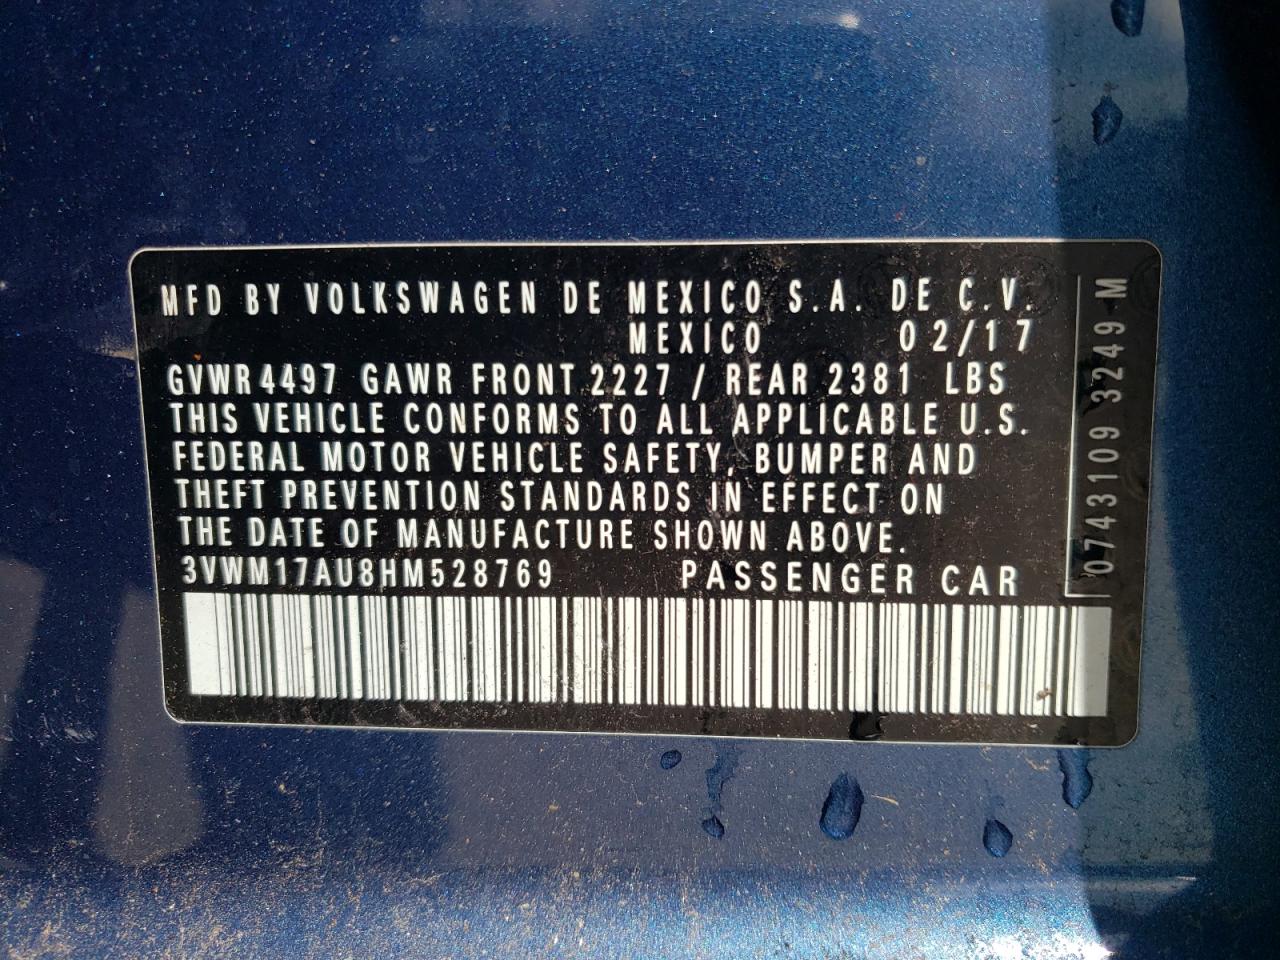 MFD BY VOLKSWAGEN DE MEXICO S.A. DE C.V.
MEXICO 02/17
GVWR 4497 GAWR FRONT 2227 / REAR 2381 LBS
THIS VEHICLE CONFORMS TO ALL APPLICABLE U.S.
FEDERAL MOTOR VEHICLE SAFETY, BUMPER AND
THEFT PREVENTION STANDARDS IN EFFECT ON
THE DATE OF MANUFACTURE SHOWN ABOVE.
3VWM17AU8HM528769 PASSENGER CAR
0743109 3249 M